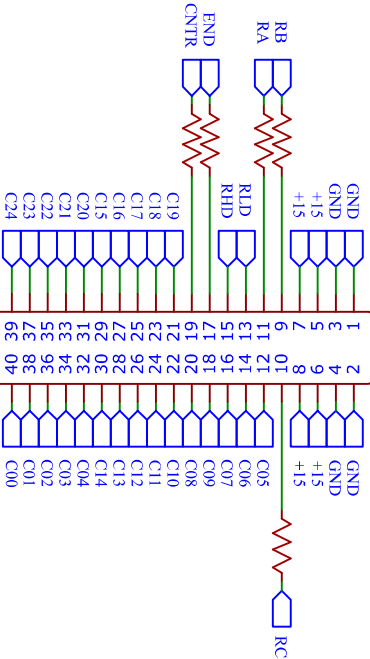 GND 1 2 GND
GND 3 4 GND
+15 5 6 +15
+15 7 8 +15
RB 9 10 RC
RA 11 12 C05
RLD 13 14 C06
RHD 15 16 C07
END 17 18 C09
CNTR 19 20 C08
C19 21 22 C10
C18 23 24 C11
C17 25 26 C12
C16 27 28 C13
C15 29 30 C14
C20 31 32 C04
C21 33 34 C03
C22 35 36 C02
C23 37 38 C01
C24 39 40 C00